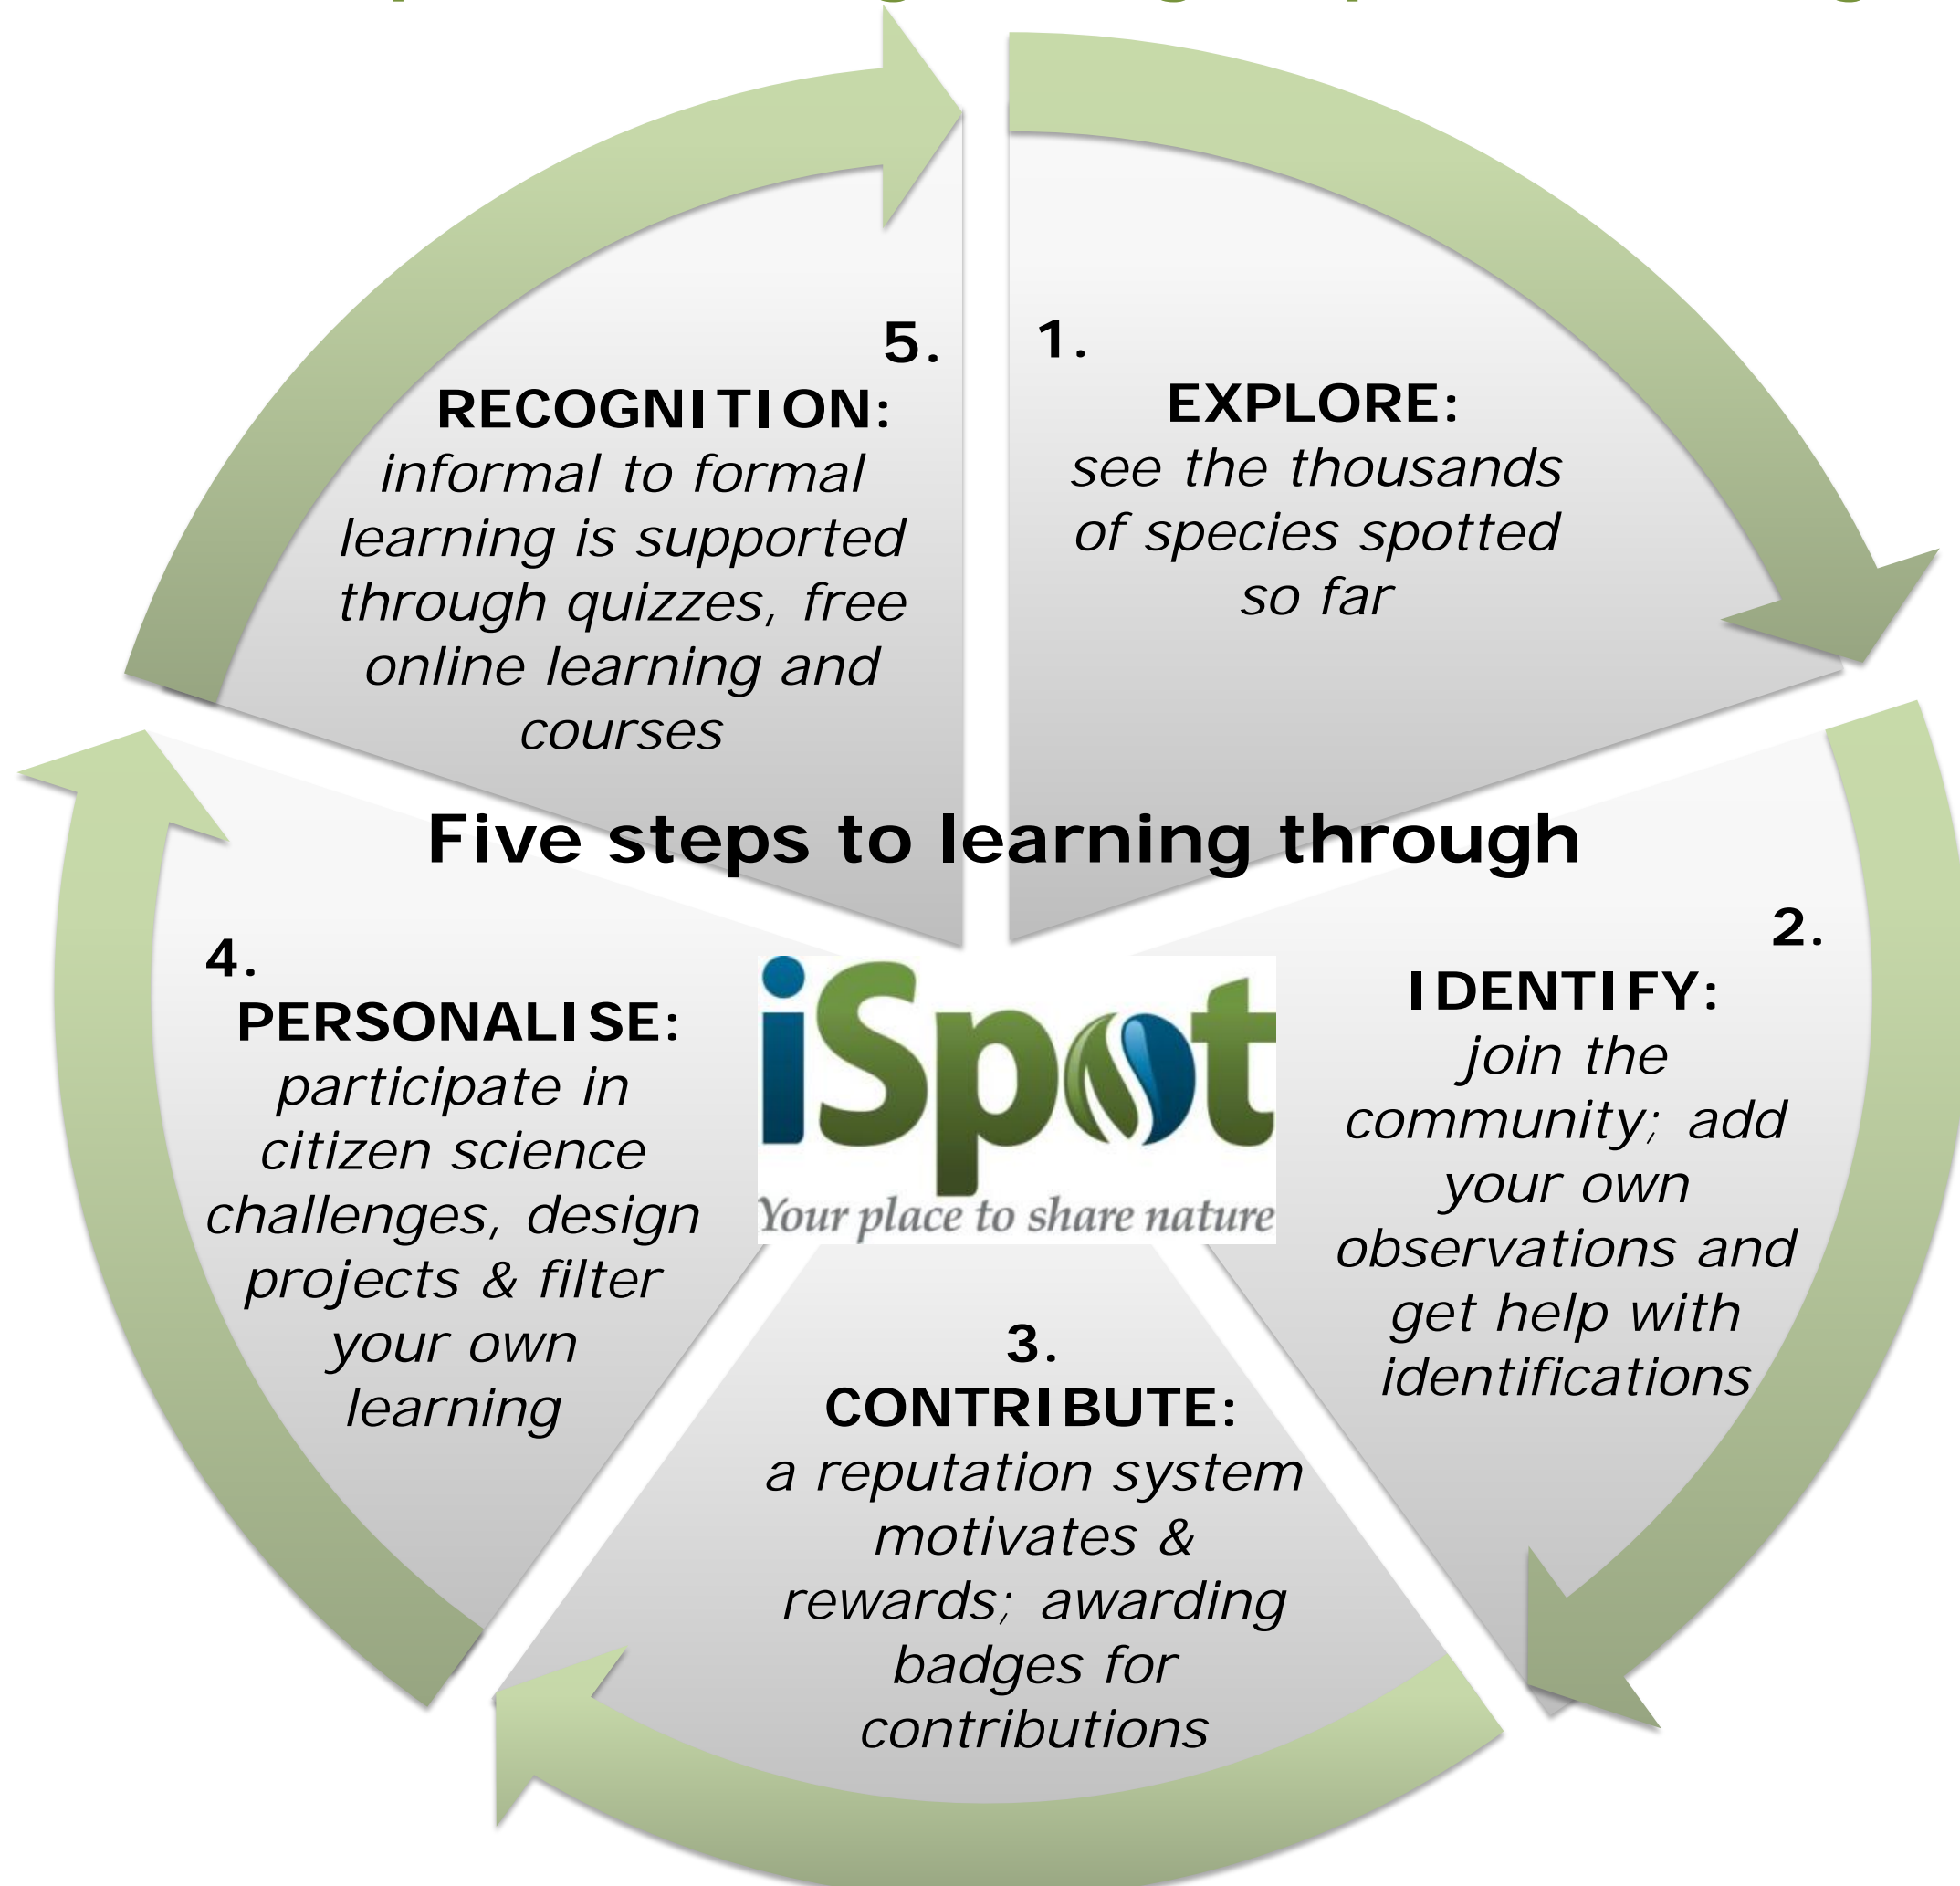 5.
RECOGNITION:
informal to formal
learning is supported
through quizzes, free
online learning and
courses
1.
EXPLORE:
see the thousands
of species spotted
so far
Five steps to learning through
iSpot
Your place to share nature
2.
IDENTIFY:
join the
community; add
your own
observations and
get help with
identifications
3.
CONTRIBUTE:
a reputation system
motivates &
rewards; awarding
badges for
contributions
4.
PERSONALISE:
participate in
citizen science
challenges, design
projects & filter
your own
learning